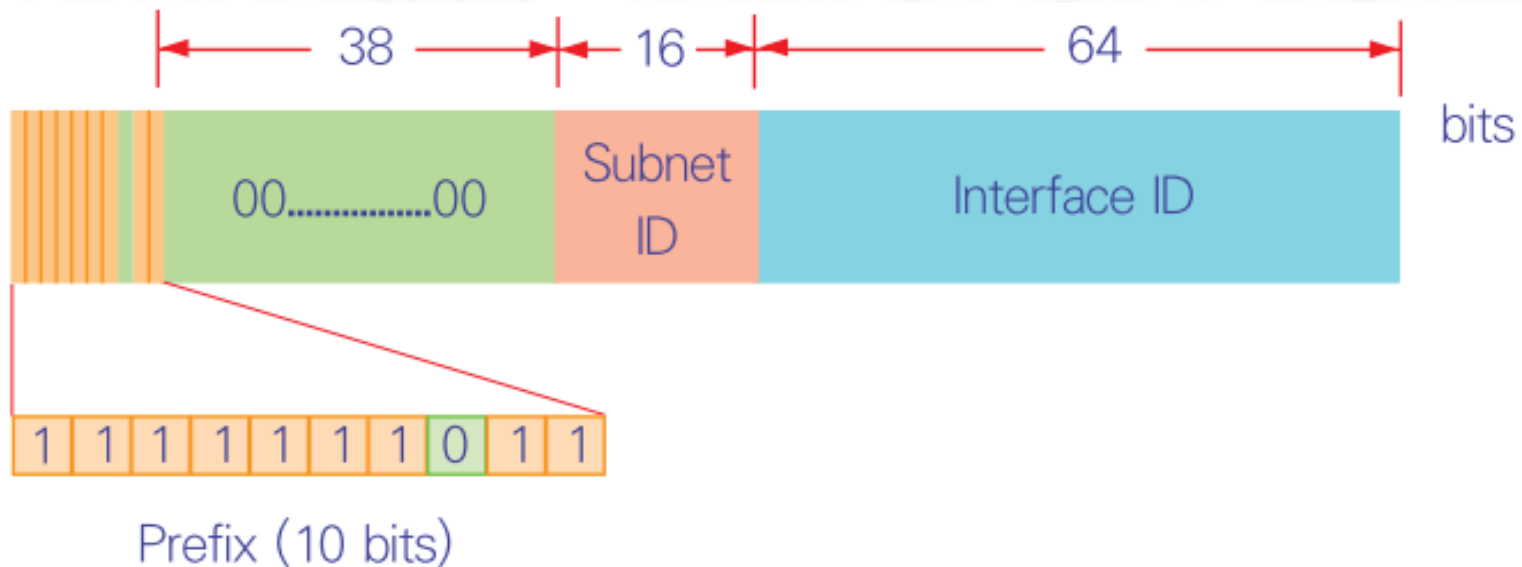 38 16 64
bits
00...............00
Subnet
ID
Interface ID
1 1 1 1 1 1 1 0 1 1
Prefix (10 bits)